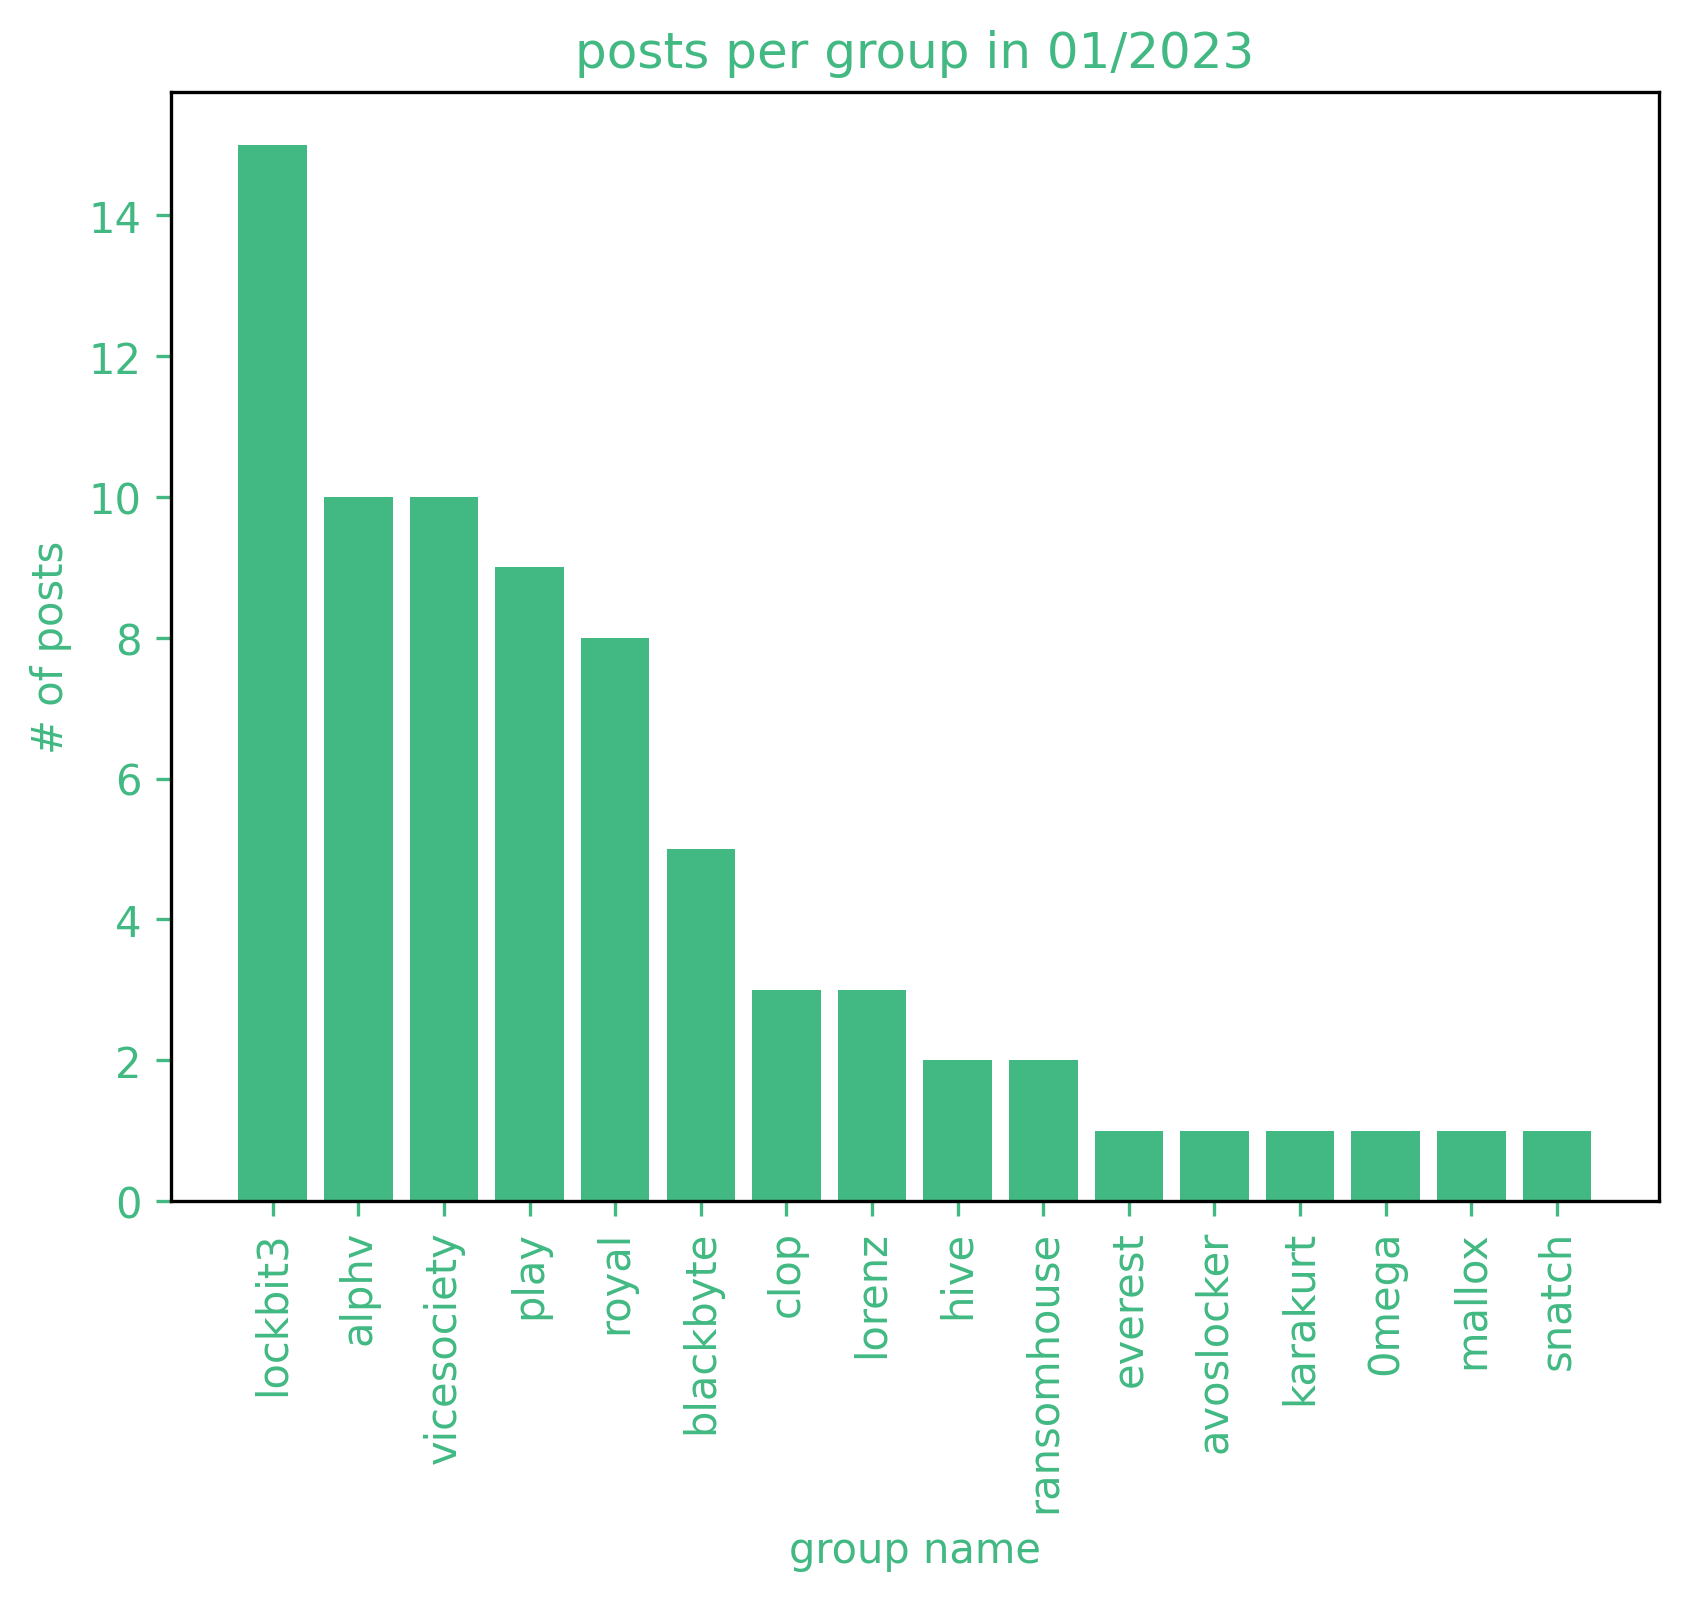 posts per group in 01/2023
# of posts
14
12
10
8
6
4
2
0
lockbit3
alphv
vicesociety
play
royal
blackbyte
clop
lorenz
hive
ransomhouse
everest
avoslocker
karakurt
0mega
mallox
snatch
group name